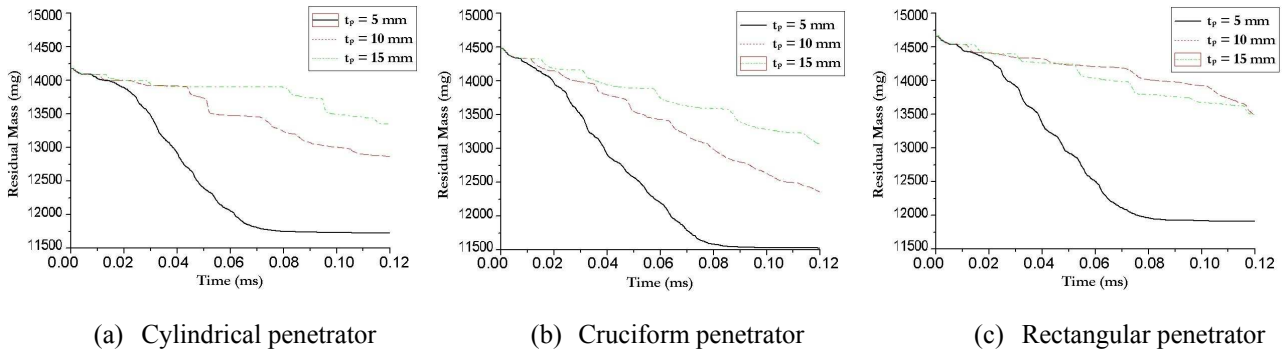 15000
14500
14000
13500
13000
12500
12000
11500
Residual Mass (mg)
0.00 0.02 0.04 0.06 0.08 0.10 0.12
Time (ms)
tP = 5 mm
tP = 10 mm
tP = 15 mm
(a) Cylindrical penetrator
15000
14500
14000
13500
13000
12500
12000
11500
Residual Mass (mg)
0.00 0.02 0.04 0.06 0.08 0.10 0.12
Time (ms)
tP = 5 mm
tP = 10 mm
tP = 15 mm
(b) Cruciform penetrator
15000
14500
14000
13500
13000
12500
12000
11500
Residual Mass (mg)
0.00 0.02 0.04 0.06 0.08 0.10 0.12
Time (ms)
tP = 5 mm
tP = 10 mm
tP = 15 mm
(c) Rectangular penetrator